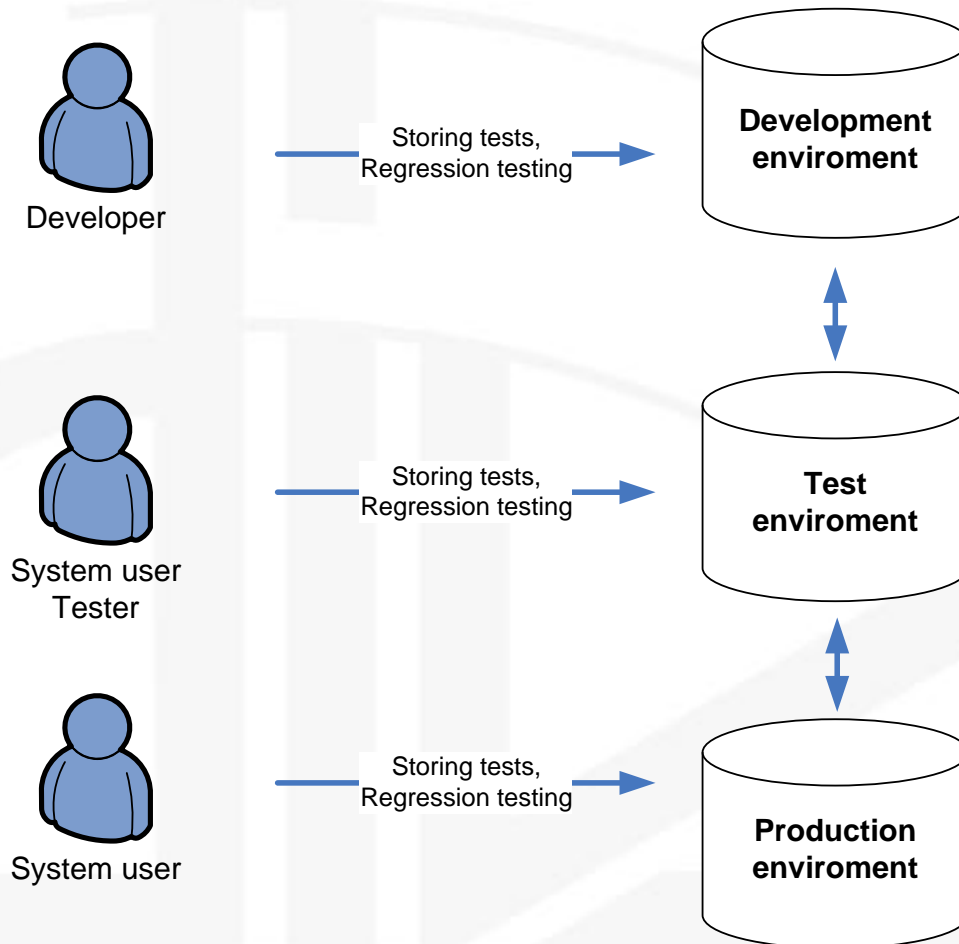 Developer
Storing tests,
Regression testing
Development
enviroment
System user
Tester
Storing tests,
Regression testing
Test
enviroment
System user
Storing tests,
Regression testing
Production
enviroment